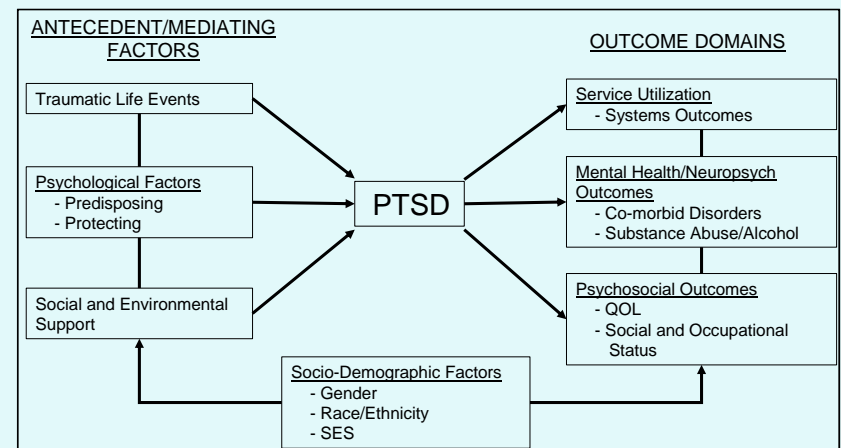 ANTECEDENT/MEDIATING
FACTORS
Traumatic Life Events
Psychological Factors
- Predisposing
- Protecting
Social and Environmental
Support
PTSD
Socio-Demographic Factors
- Gender
- Race/Ethnicity
- SES
OUTCOME DOMAINS
Service Utilization
- Systems Outcomes
Mental Health/Neuropsych
Outcomes
- Co-morbid Disorders
- Substance Abuse/Alcohol
Psychosocial Outcomes
- QOL
- Social and Occupational
Status